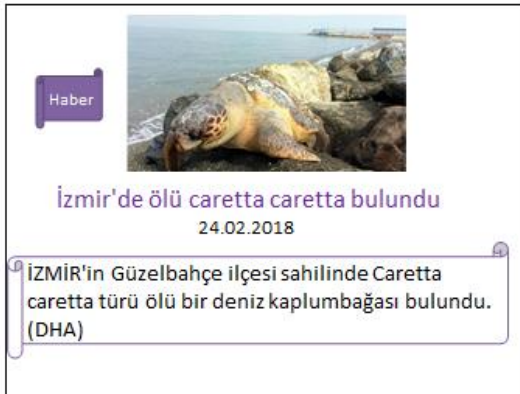 Haber
İzmir'de ölü caretta caretta bulundu
24.02.2018
İZMİR'in Güzelbahçe ilçesi sahilinde Caretta
caretta türü ölü bir deniz kaplumbağası bulundu.
(DHA)